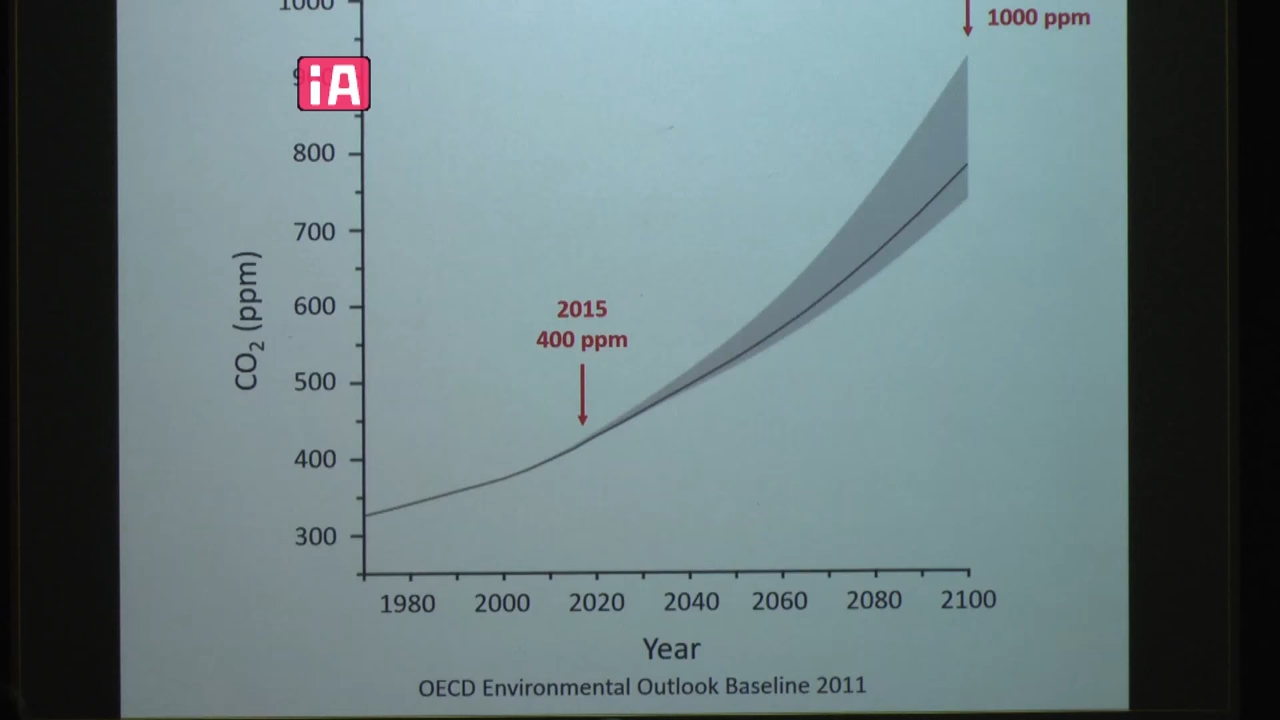 1000
1000 ppm
iA
800
700
600
500
400
300
CO₂ (ppm)
2015
400 ppm
1980 2000 2020 2040 2060 2080 2100
Year
OECD Environmental Outlook Baseline 2011